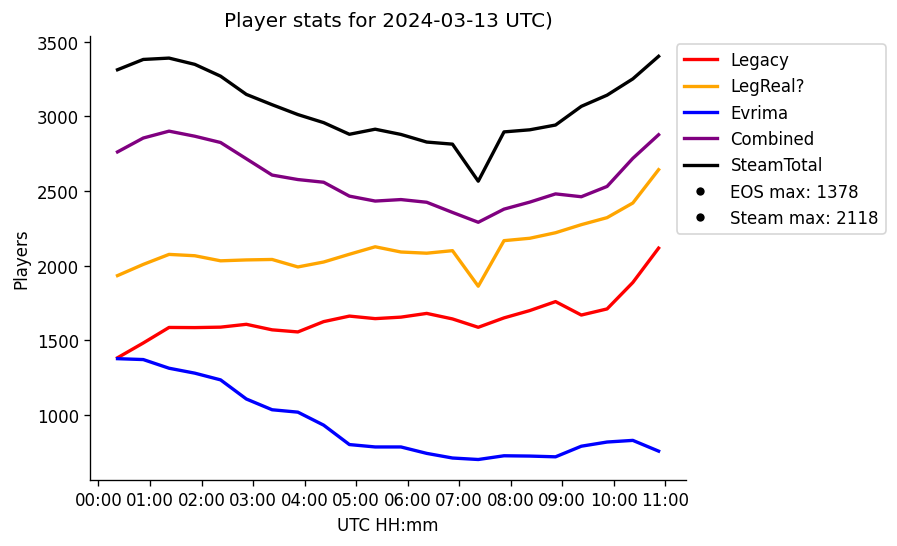 Player stats for 2024-03-13 UTC)
Players
3500
3000
2500
2000
1500
1000
00:00 01:00 02:00 03:00 04:00 05:00 06:00 07:00 08:00 09:00 10:00 11:00
UTC HH:mm
Legacy
LegReal?
Evrima
Combined
SteamTotal
EOS max: 1378
Steam max: 2118